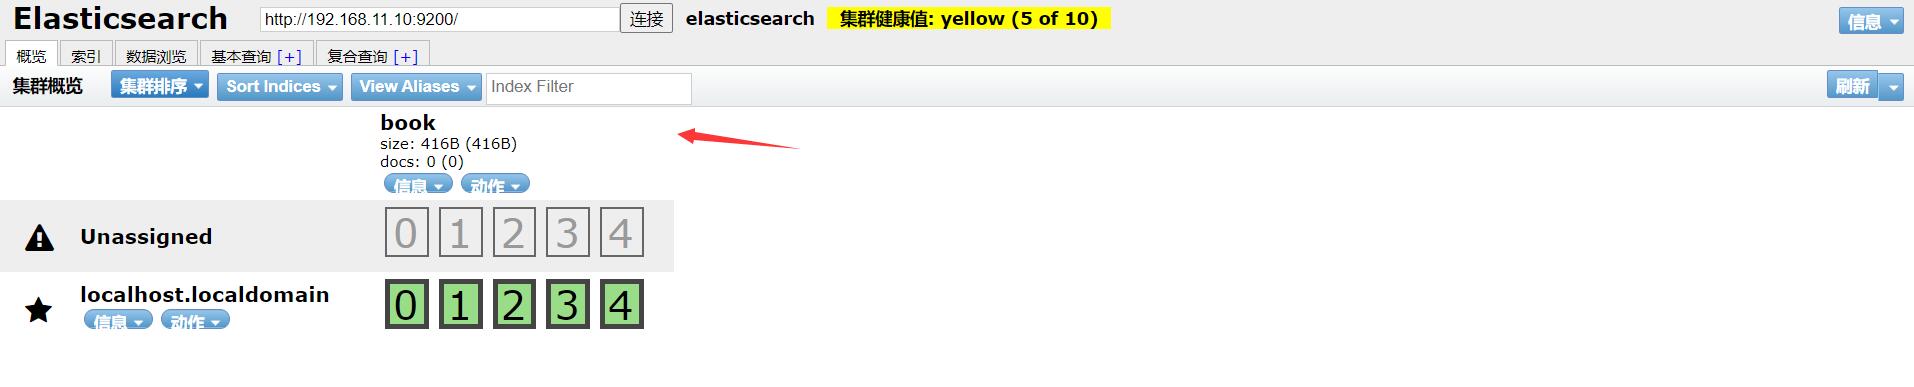 Elasticsearch http://192.168.11.10:9200/ 连接 elasticsearch 集群健康值: yellow (5 of 10) 信息
概览 索引 数据浏览 基本查询 [+] 复合查询 [+]
集群概览 集群排序 Sort Indices View Aliases Index Filter 刷新
book
size: 416B (416B)
docs: 0 (0)
信息 动作
Unassigned 0 1 2 3 4
localhost.localdomain 0 1 2 3 4
信息 动作